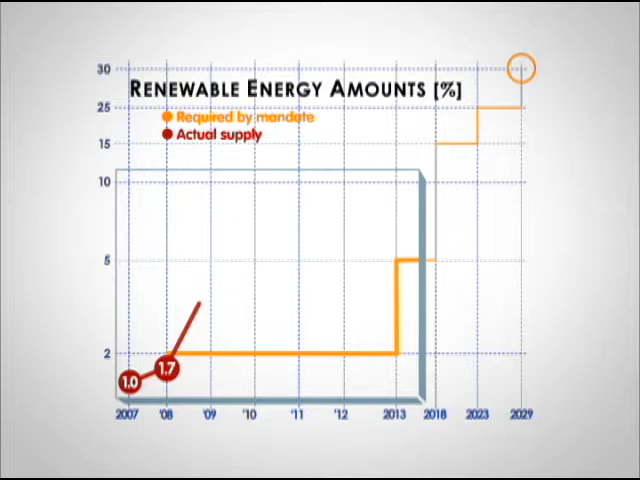 30
RENEWABLE ENERGY AMOUNTS [%]
25
Required by mandate
Actual supply
15
10
5
2
1.0
1.7
2007 '08 '09 '10 '11 '12 2013 2018 2023 2029